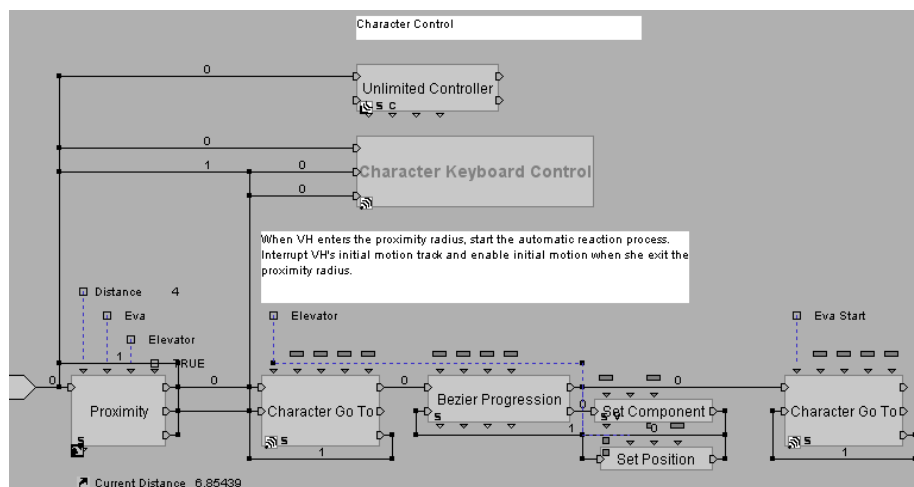 Character Control
0
Unlimited Controller
S C
0
1
0
Character Keyboard Control
0
When VH enters the proximity radius, start the automatic reaction process.
Interrupt VH's initial motion track and enable initial motion when she exit the
proximity radius.
Distance 4
Eva
Elevator
1
TRUE
Elevator
Eva Start
0
Proximity
S
0
Character Go To
S
1
0
Bezier Progression
S
0
0
Set Component
S V
1
0
Set Position
Character Go To
S
1
Current Distance 6.85439